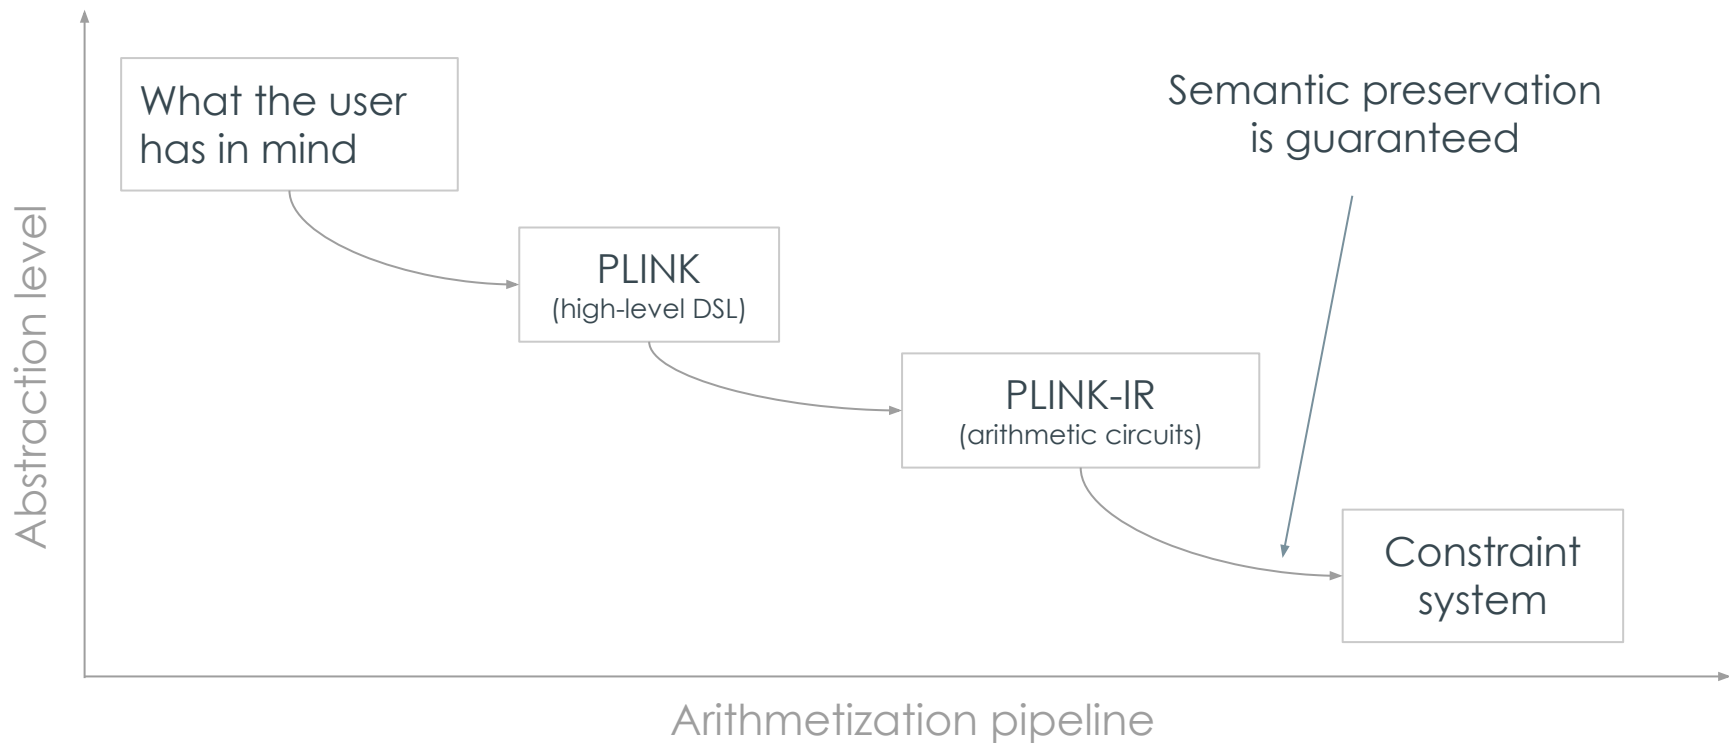 What the user
has in mind
Semantic preservation
is guaranteed
PLINK
(high-level DSL)
PLINK-IR
(arithmetic circuits)
Constraint
system
Abstraction level
Arithmetization pipeline